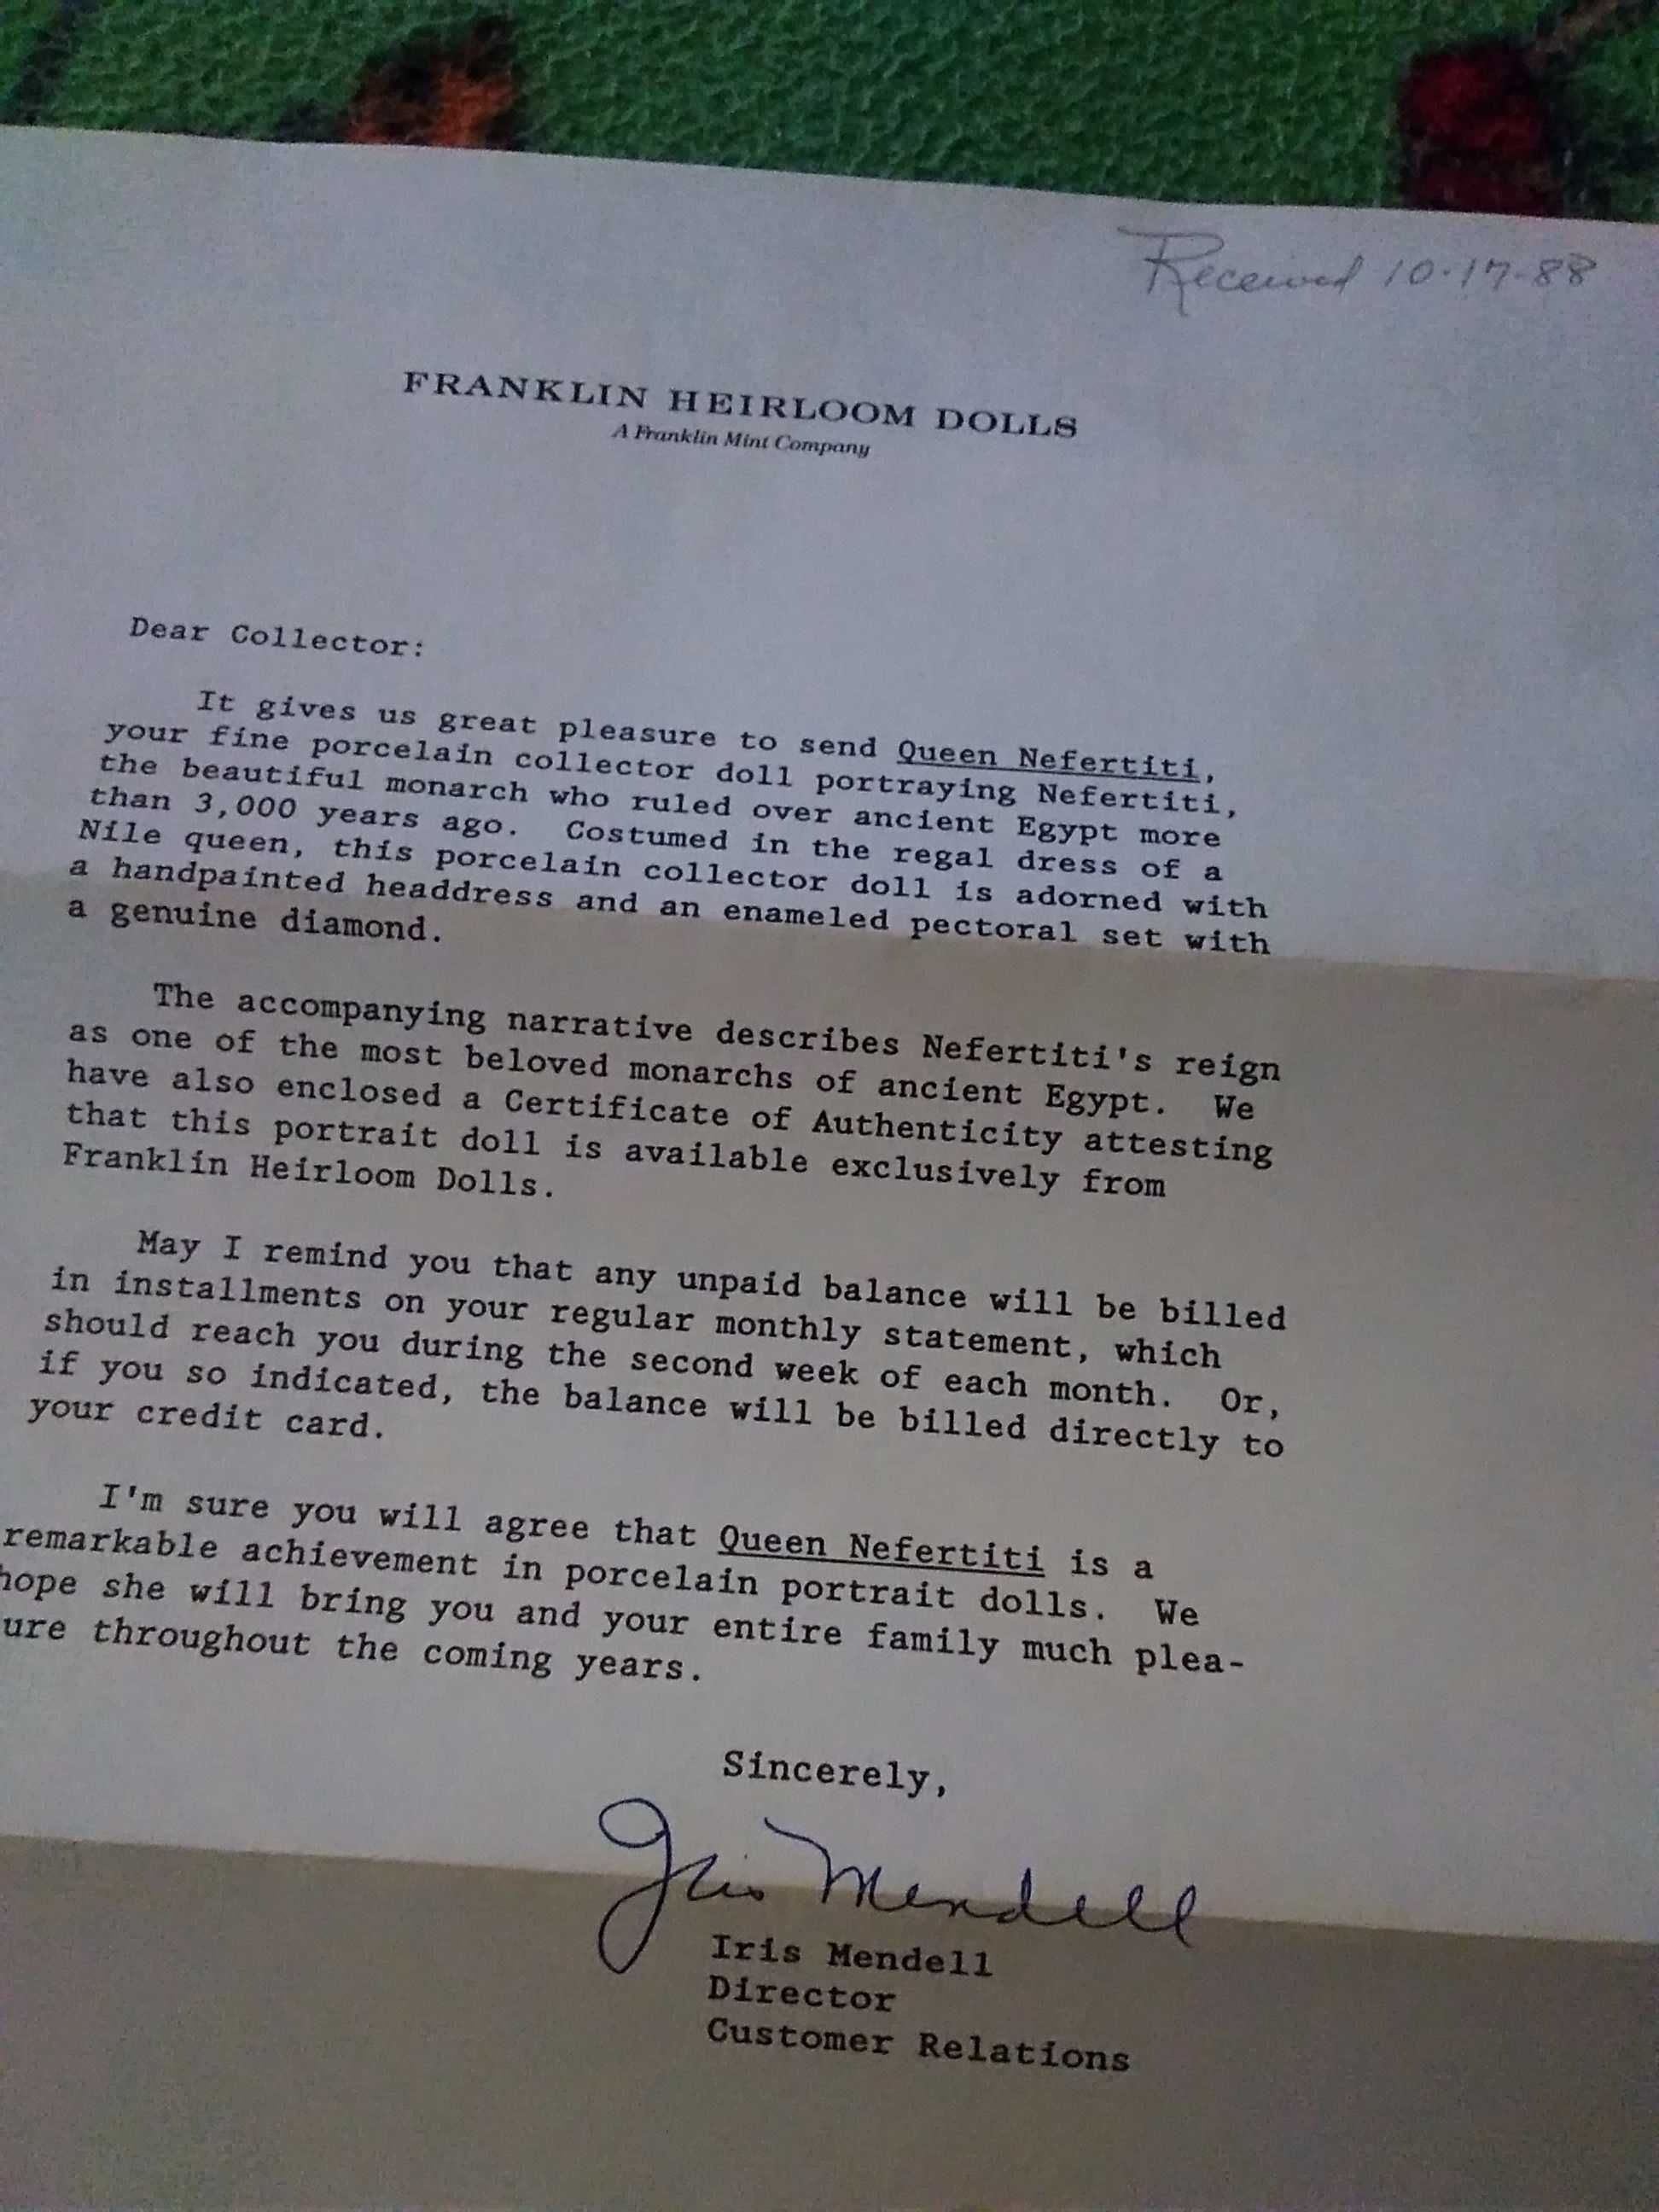 Received 10-17-88
FRANKLIN HEIRLOOM DOLLS
A Franklin Mint Company
Dear Collector:
It gives us great pleasure to send Queen Nefertiti,
your fine porcelain collector doll portraying Nefertiti,
the beautiful monarch who ruled over ancient Egypt more
than 3,000 years ago. Costumed in the regal dress of a
Nile queen, this porcelain collector doll is adorned with
a handpainted headdress and an enameled pectoral set with
a genuine diamond.
The accompanying narrative describes Nefertiti's reign
as one of the most beloved monarchs of ancient Egypt. We
have also enclosed a Certificate of Authenticity attesting
that this portrait doll is available exclusively from
Franklin Heirloom Dolls.
May I remind you that any unpaid balance will be billed
in installments on your regular monthly statement, which
should reach you during the second week of each month. Or,
if you so indicated, the balance will be billed directly to
your credit card.
I'm sure you will agree that Queen Nefertiti is a
remarkable achievement in porcelain portrait dolls. We
hope she will bring you and your entire family much plea-
ure throughout the coming years.
Sincerely,
Iris Mendell
Iris Mendell
Director
Customer Relations